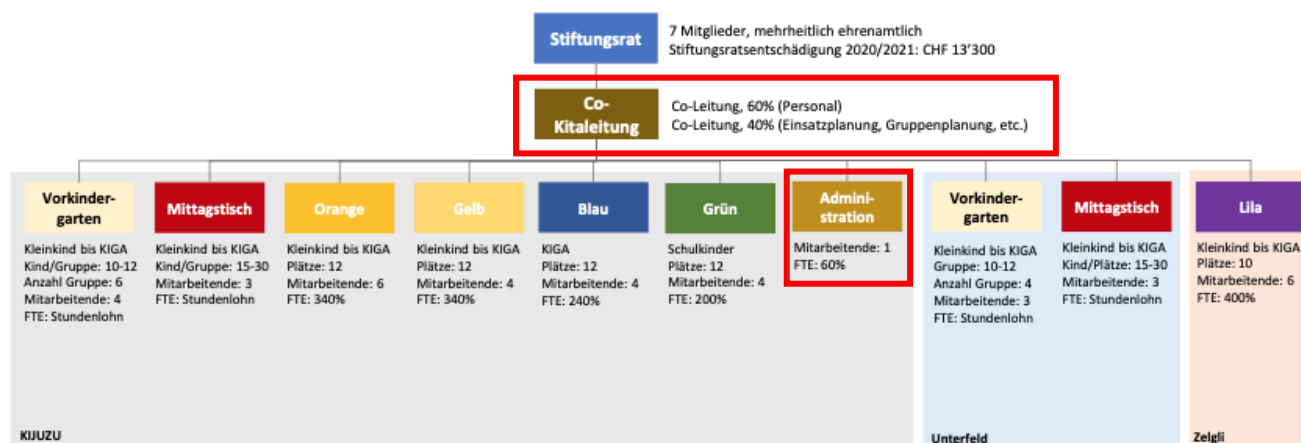 Stiftungsrat
7 Mitglieder, mehrheitlich ehrenamtlich
Stiftungsratsentschädigung 2020/2021: CHF 13'300
Co-
Kitaleitung
Co-Leitung, 60% (Personal)
Co-Leitung, 40% (Einsatzplanung, Gruppenplanung, etc.)
Vorkinder-
garten
Kleinkind bis KIGA
Kind/Gruppe: 10-12
Anzahl Gruppe: 6
Mitarbeitende: 4
FTE: Stundenlohn
Mittagstisch
Kleinkind bis KIGA
Kind/Gruppe: 15-30
Mitarbeitende: 3
FTE: Stundenlohn
Orange
Kleinkind bis KIGA
Plätze: 12
Mitarbeitende: 6
FTE: 340%
Gelb
Kleinkind bis KIGA
Plätze: 12
Mitarbeitende: 4
FTE: 340%
Blau
KIGA
Plätze: 12
Mitarbeitende: 4
FTE: 240%
Grün
Schulkinder
Plätze: 12
Mitarbeitende: 4
FTE: 200%
Admini-
stration
Mitarbeitende: 1
FTE: 60%
KIJUZU
Vorkinder-
garten
Kleinkind bis KIGA
Gruppe: 10-12
Anzahl Gruppe: 4
Mitarbeitende: 3
FTE: Stundenlohn
Mittagstisch
Kleinkind bis KIGA
Kind/Plätze: 15-30
Mitarbeitende: 3
FTE: Stundenlohn
Unterfeld
Lila
Kleinkind bis KIGA
Plätze: 10
Mitarbeitende: 6
FTE: 400%
Zelgli